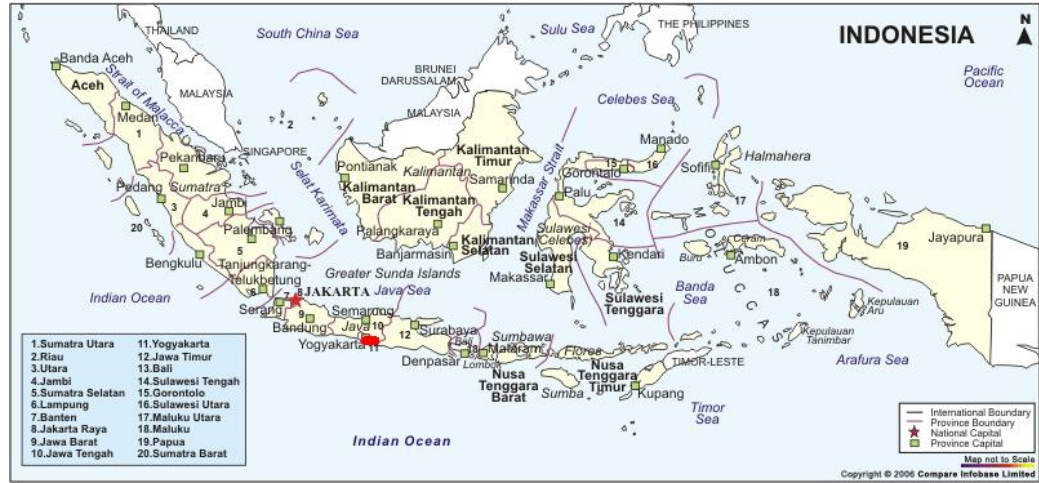 INDONESIA
N
THAILAND
South China Sea
Sulu Sea
THE PHILIPPINES
Pacific
Ocean
Banda Aceh
Aceh
Strait of Malacca
MALAYSIA
BRUNEI
DARUSSALAM
MALAYSIA
Celebes Sea
Medan
1
2
SINGAPORE
Pekanbaru
Sumatra
Padang
3
4
Jambi
20
Palembang
5
Bengkulu
Tanjungkarang-
Telukbetung
6
Selat Karimata
Pontianak
Kalimantan
Barat
Kalimantan
Timur
Kalimantan
Samarinda
Kalimantan
Tengah
Palangkaraya
Banjarmasin
Kalimantan
Selatan
Makassar Strait
Manado
15
16
Gorontalo
Palu
14
Sulawesi
(Celebes)
Sulawesi
Selatan
Kendari
Makassar
Sulawesi
Tenggara
Sofifi
Halmahera
17
MOLUCCAS
Buru
Ceram
Ambon
18
Banda
Sea
19
Jayapura
PAPUA
NEW
GUINEA
Kepulauan
Aru
Kepulauan
Tanimbar
Arafura Sea
Indian Ocean
Greater Sunda Islands
Java Sea
7
8
JAKARTA
Serang
9
Bandung
Semarang
Java
10
Yogyakarta
11
12
Surabaya
Bali
13
Mataram
Denpasar
Lombok
Sumbawa
Nusa
Tenggara
Barat
Flores
Nusa
Tenggara
Timur
Sumba
Kupang
TIMOR-LESTE
Timor
Sea
Indian Ocean
1.Sumatra Utara
2.Riau
3.Utara
4.Jambi
5.Sumatra Selatan
6.Lampung
7.Banten
8.Jakarta Raya
9.Jawa Barat
10.Jawa Tengah
11.Yogyakarta
12.Jawa Timur
13.Bali
14.Sulawesi Tengah
15.Gorontolo
16.Sulawesi Utara
17.Maluku Utara
18.Maluku
19.Papua
20.Sumatra Barat
International Boundary
Province Boundary
National Capital
Province Capital
Map not to Scale
Copyright © 2006 Compare Infobase Limited